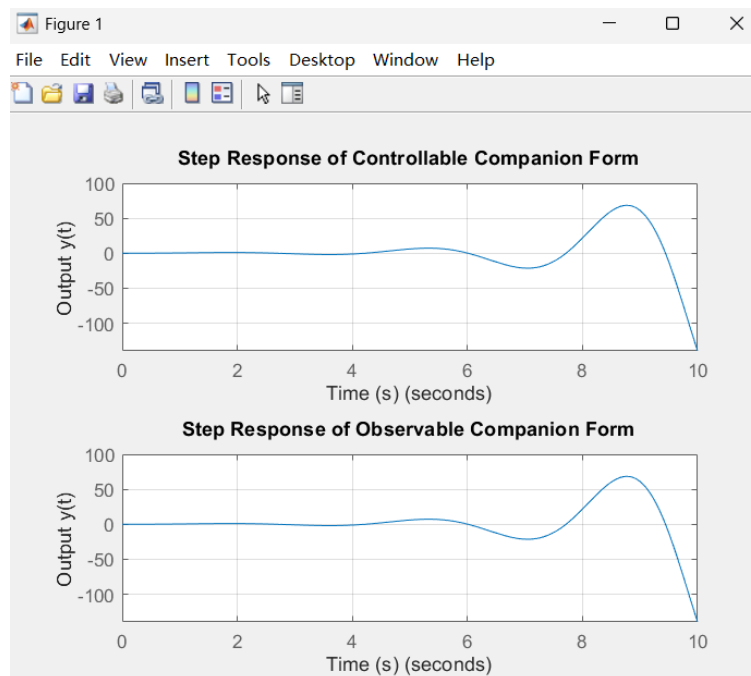 Figure 1
File Edit View Insert Tools Desktop Window Help
Step Response of Controllable Companion Form
100
50
0
-50
-100
Output y(t)
0 2 4 6 8 10
Time (s) (seconds)
Step Response of Observable Companion Form
100
50
0
-50
-100
Output y(t)
0 2 4 6 8 10
Time (s) (seconds)